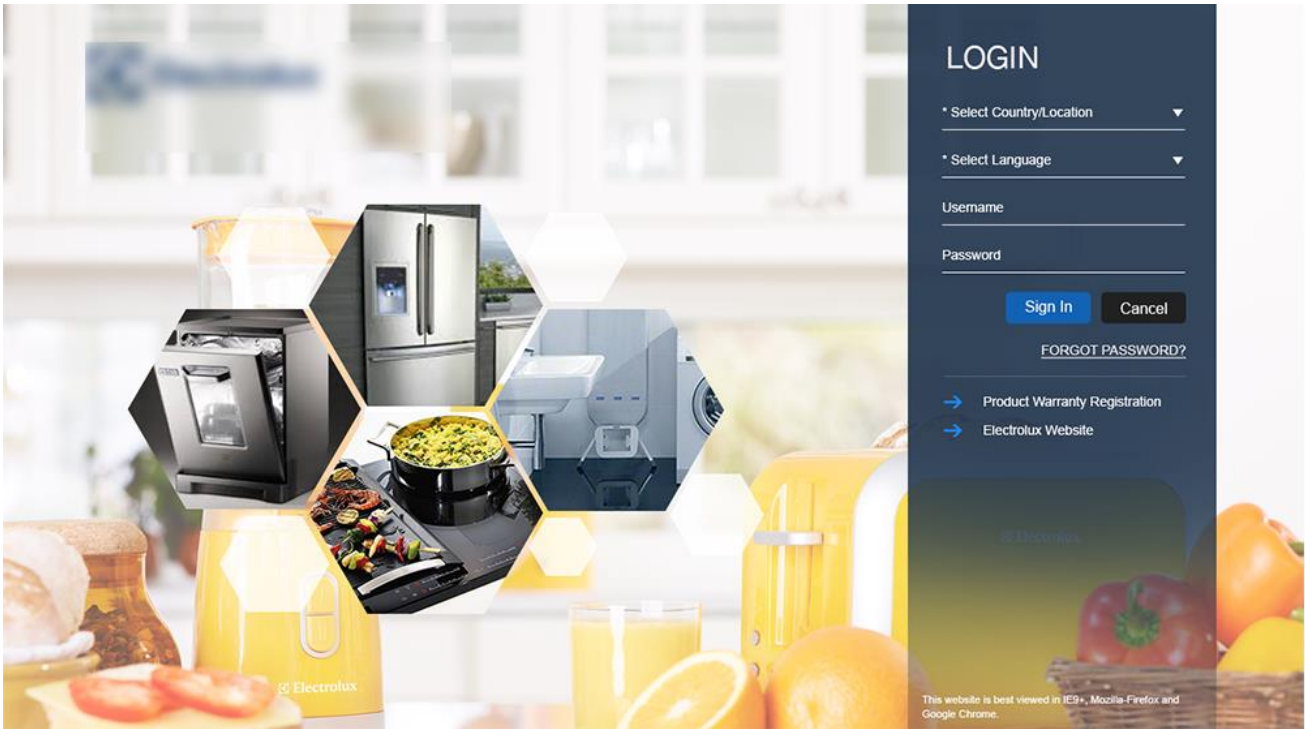 LOGIN
* Select Country/Location
* Select Language
Username
Password
Sign In
Cancel
FORGOT PASSWORD?
Product Warranty Registration
Electrolux Website
Electrolux
Electrolux
This website is best viewed in IE9+, Mozilla-Firefox and
Google Chrome.